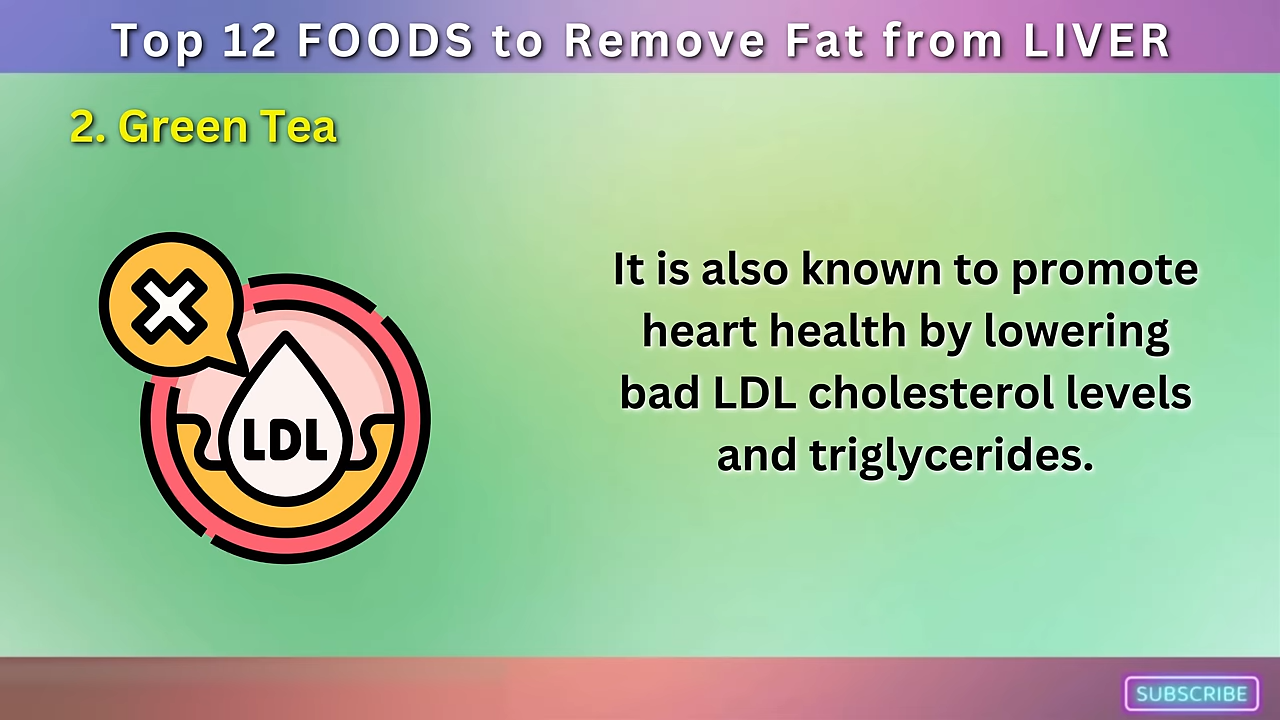 Top 12 FOODS to Remove Fat from LIVER
2. Green Tea
LDL
It is also known to promote
heart health by lowering
bad LDL cholesterol levels
and triglycerides.
SUBSCRIBE